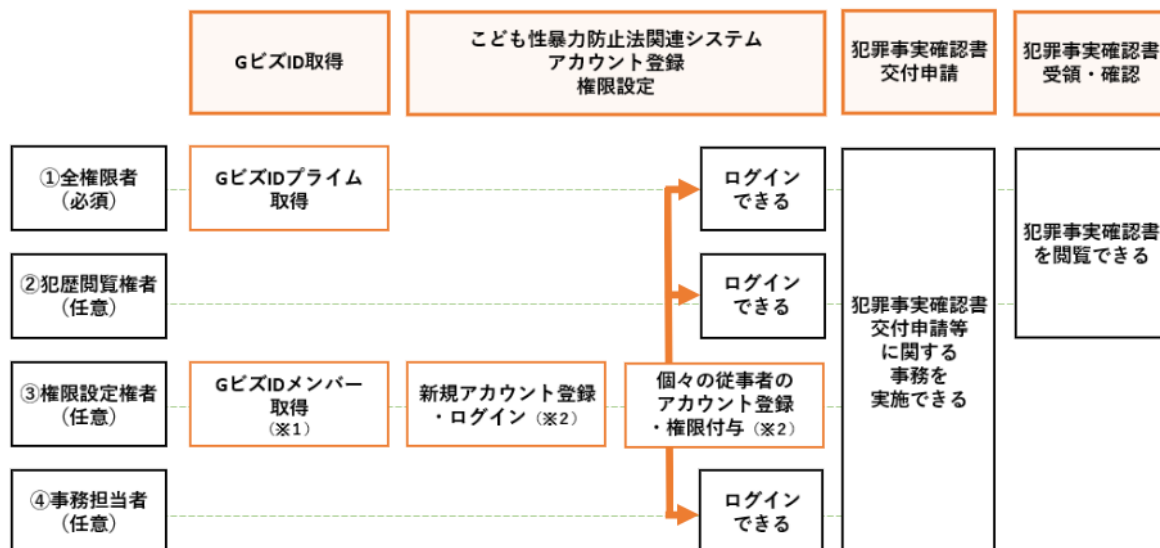 GビズID取得
こども性暴力防止法関連システム
アカウント登録
権限設定
犯罪事実確認書
交付申請
犯罪事実確認書
受領・確認
①全権限者
(必須)
GビズIDプライム
取得
ログイン
できる
②犯歴閲覧権者
(任意)
ログイン
できる
③権限設定権者
(任意)
GビズIDメンバー
取得
(※1)
新規アカウント登録
・ログイン (※2)
個々の従事者の
アカウント登録
・権限付与 (※2)
④事務担当者
(任意)
ログイン
できる
犯罪事実確認書
交付申請等
に関する
事務を
実施できる
犯罪事実確認書
を閲覧できる